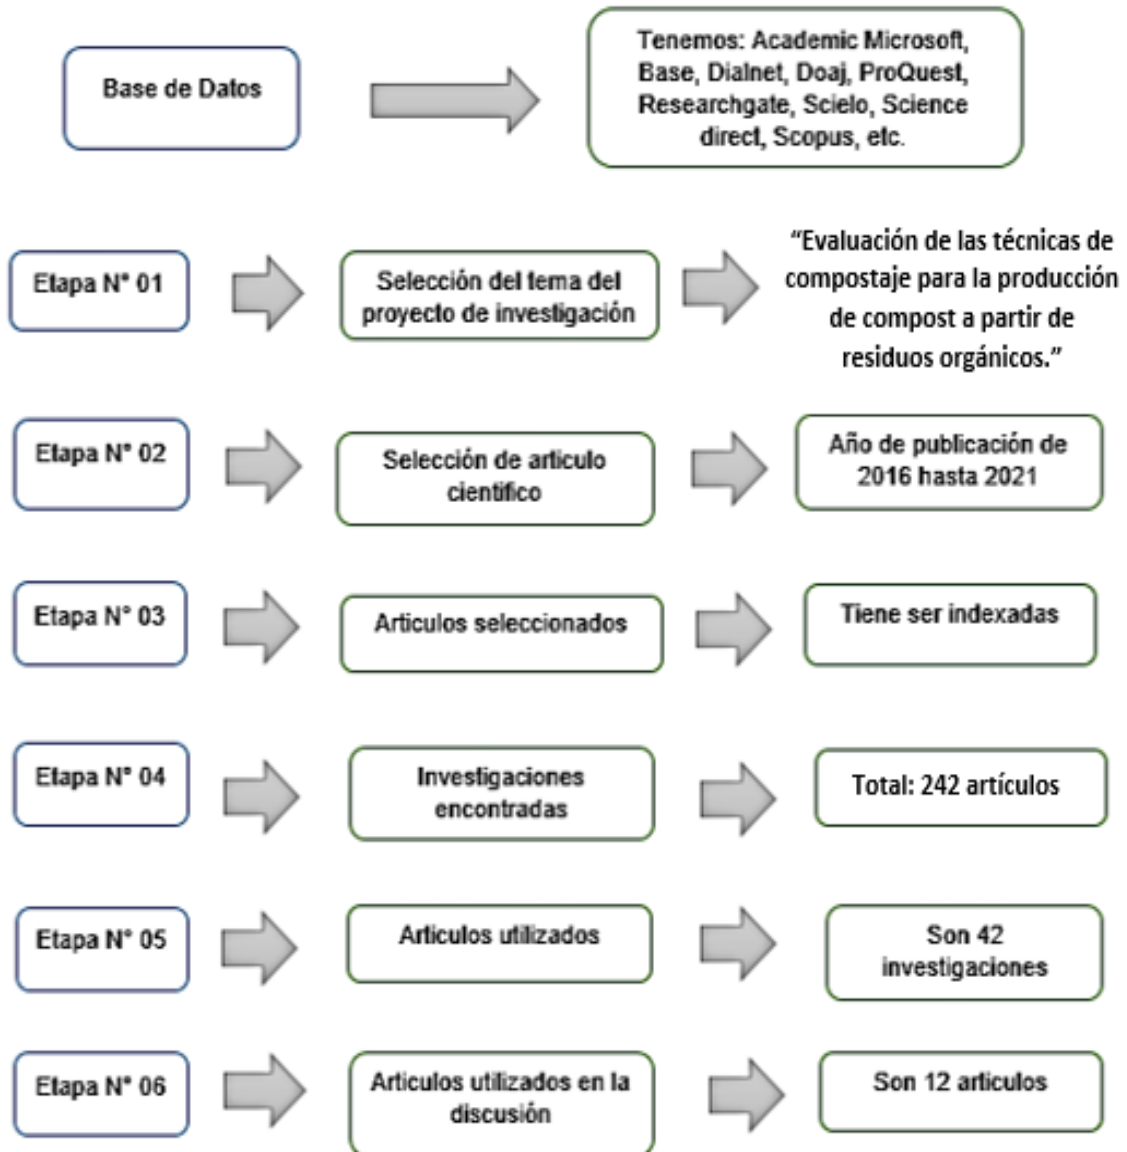 Base de Datos
Tenemos: Academic Microsoft,
Base, Dialnet, Doaj, ProQuest,
Researchgate, Scielo, Science
direct, Scopus, etc.
Etapa N° 01
Selección del tema del
proyecto de investigación
“Evaluación de las técnicas de
compostaje para la producción
de compost a partir de
residuos orgánicos.”
Etapa N° 02
Selección de articulo
cientifico
Año de publicación de
2016 hasta 2021
Etapa N° 03
Articulos seleccionados
Tiene ser indexadas
Etapa N° 04
Investigaciones
encontradas
Total: 242 artículos
Etapa N° 05
Articulos utilizados
Son 42
investigaciones
Etapa N° 06
Articulos utilizados en la
discusión
Son 12 articulos